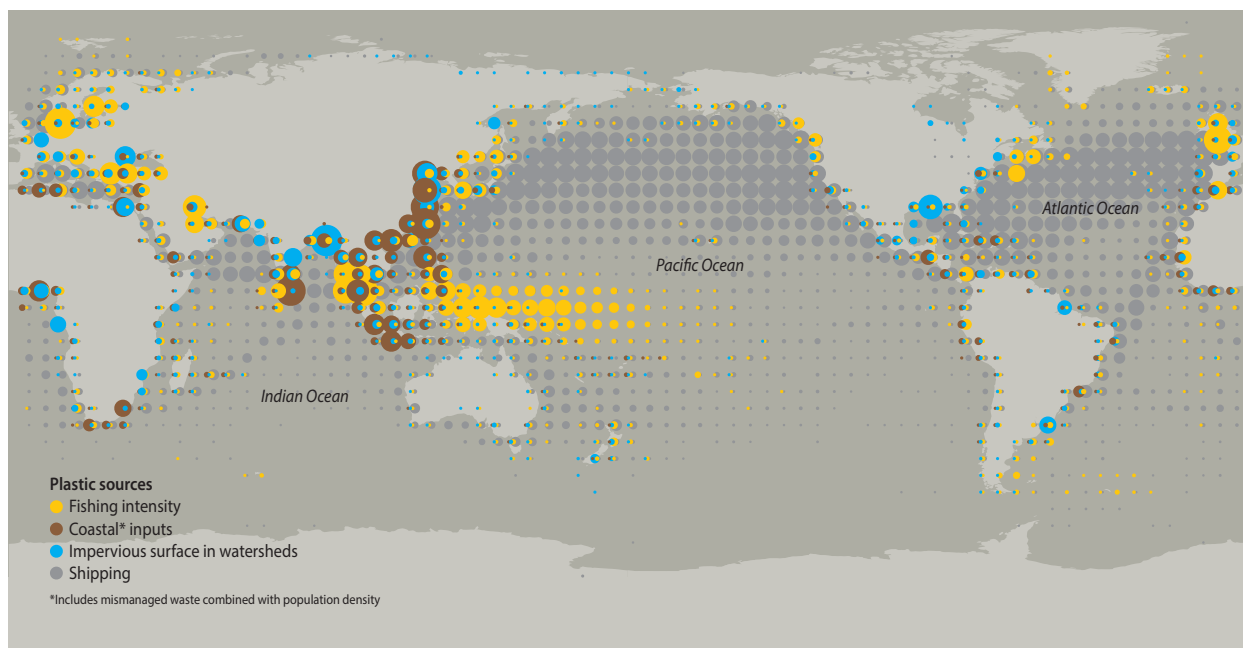 Atlantic Ocean
Pacific Ocean
Indian Ocean
Plastic sources
Fishing intensity
Coastal* inputs
Impervious surface in watersheds
Shipping
*Includes mismanaged waste combined with population density